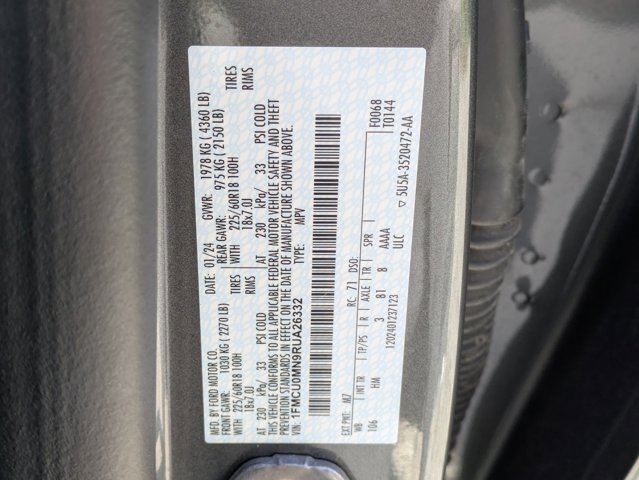 MFD. BY FORD MOTOR CO.
DATE: 01/24 GVWR: 1978 KG ( 4360 LB)
FRONT GAWR: 1030 KG ( 2270 LB)
REAR GAWR: 975 KG ( 2150 LB)
WITH 225/60R18 100H TIRES
WITH 225/60R18 100H TIRES
18x7.0J RIMS
18x7.0J RIMS
AT 230 kPa/ 33 PSI COLD
AT 230 kPa/ 33 PSI COLD
THIS VEHICLE CONFORMS TO ALL APPLICABLE FEDERAL MOTOR VEHICLE SAFETY AND THEFT
PREVENTION STANDARDS IN EFFECT ON THE DATE OF MANUFACTURE SHOWN ABOVE.
VIN: 1FMCU0MN9RUA26332 TYPE: MPV
F0068
T0144
EXT PNT: M7 RC: 71 DSO:
WB INT TR TP/PS R AXLE TR SPR
106 HM 3 81 8 AAAA
ULC
1202401237123
▽ 5U5A-3520472-AA